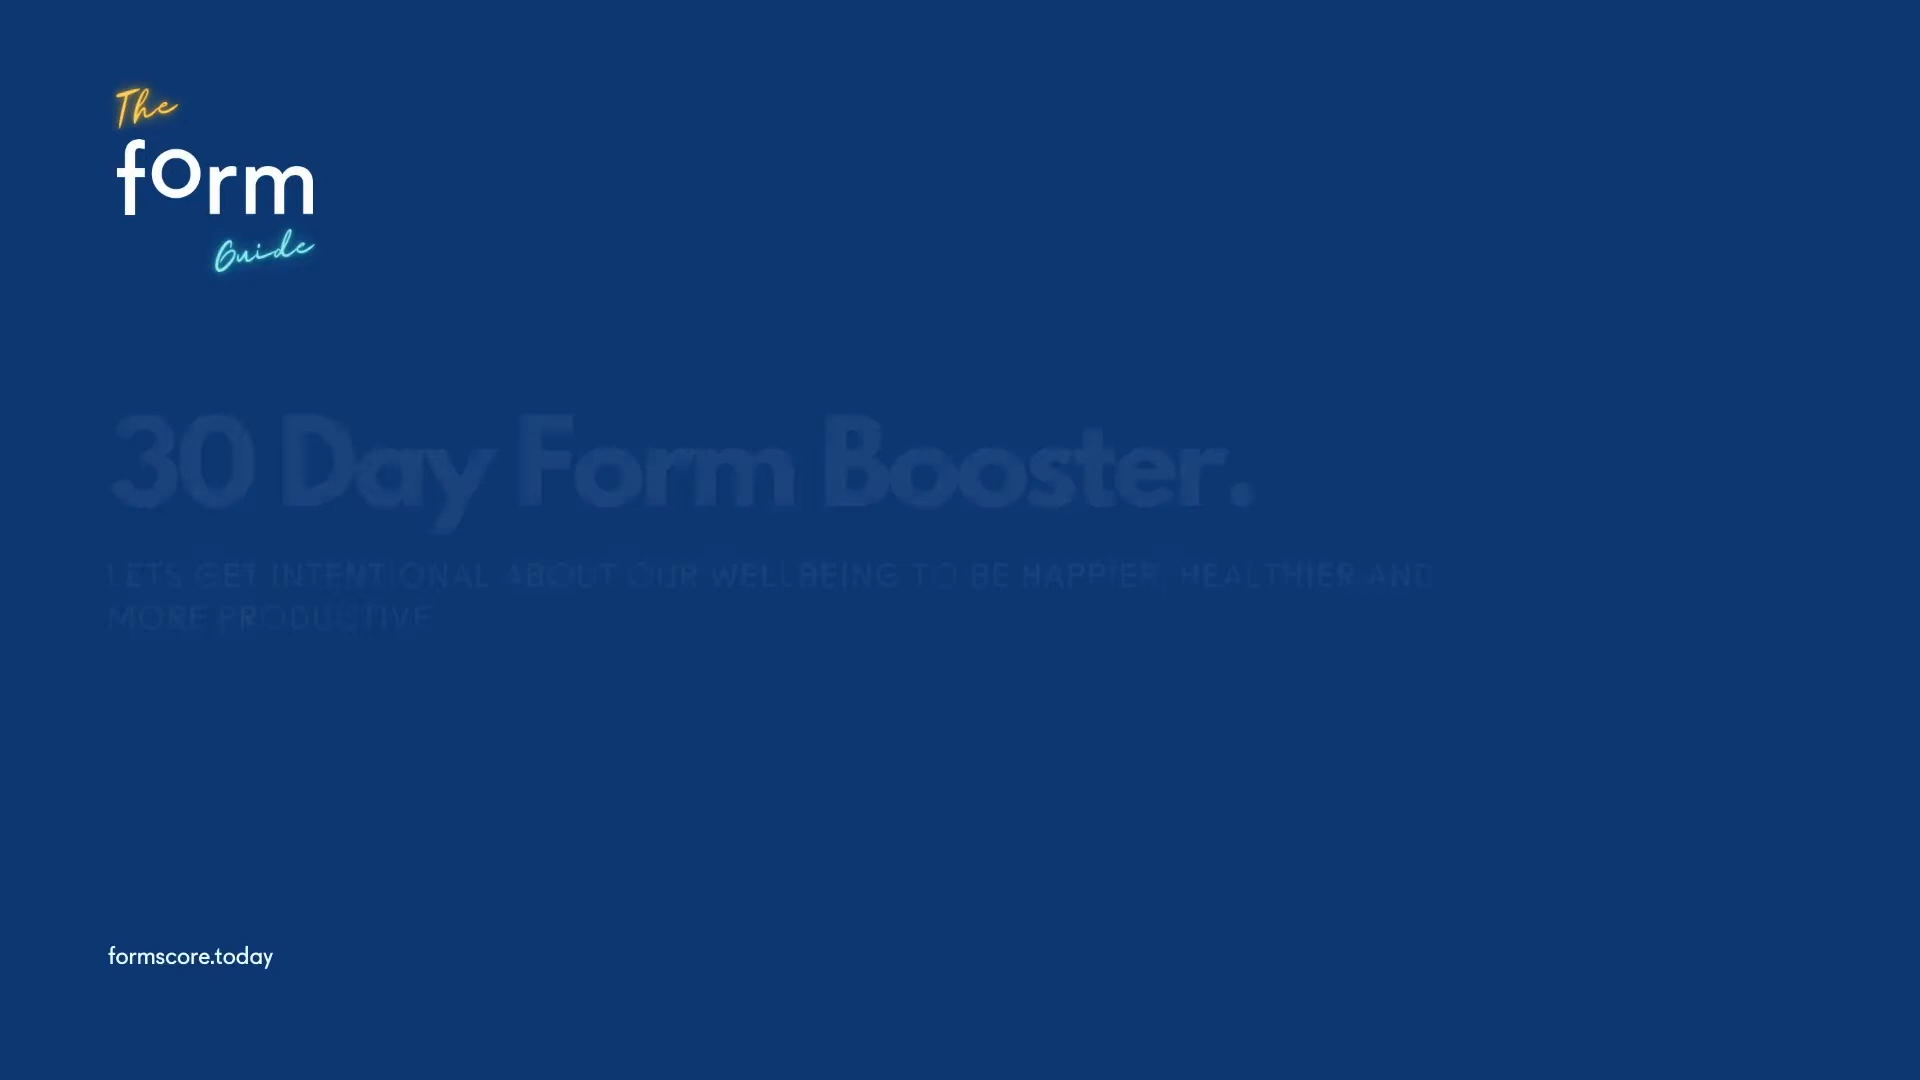 The
form
Guide
30 Day Form Booster.
LETS GET INTENTIONAL ABOUT OUR WELLBEING TO BE HAPPIER, HEALTHIER AND
MORE PRODUCTIVE
formscore.today